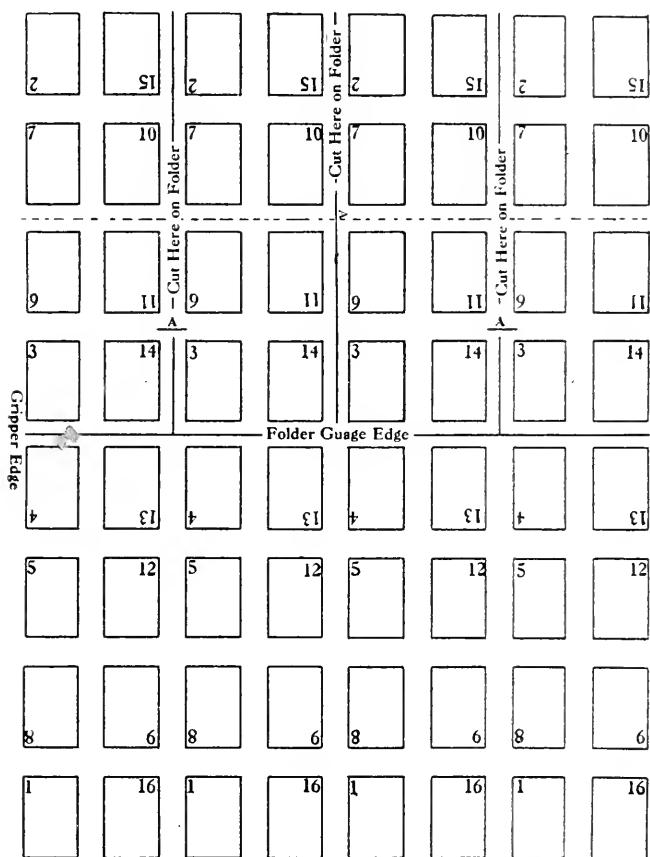 2 15 2 15 2 15 2 15
7 10 7 10 7 10 7 10
-Cut Here on Folder-
-Cut Here on Folder-
-Cut Here on Folder-
A
6 11 6 11 6 11 6 11
A A
3 14 3 14 3 14 3 14
Gripper Edge
Folder Guage Edge
4 13 4 13 4 13 4 13
5 12 5 12 5 12 5 12
8 9 8 9 8 9 8 9
1 16 1 16 1 16 1 16